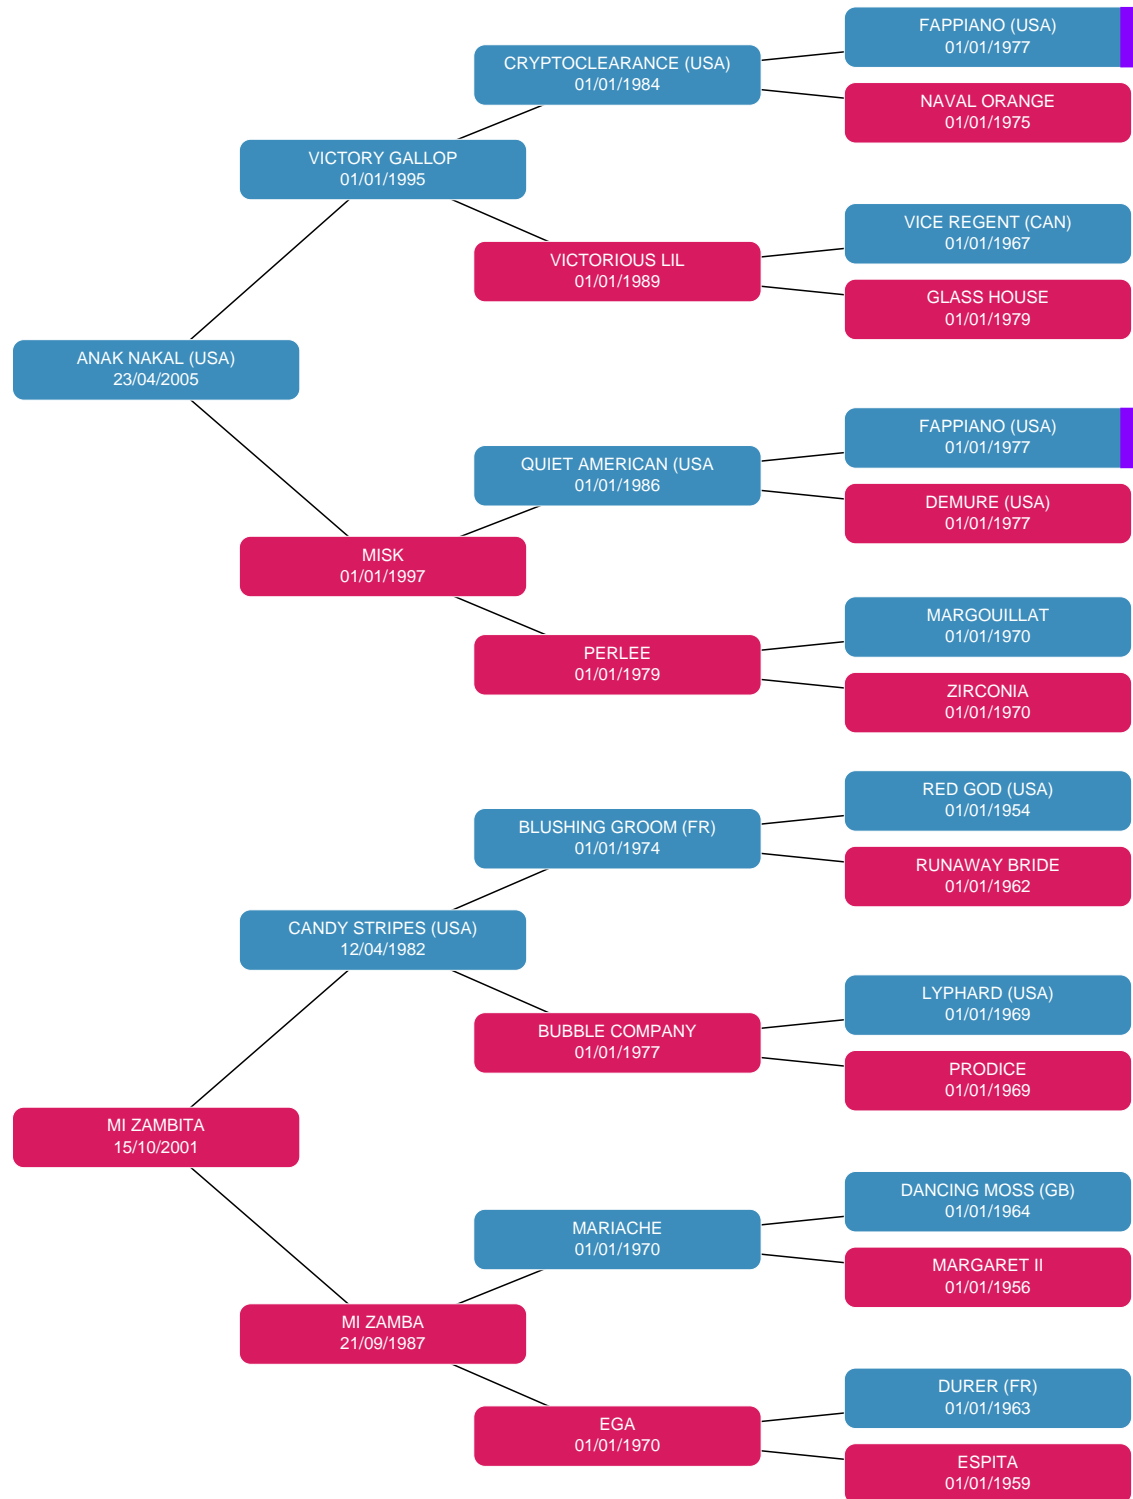 FAPPIANO (USA)
01/01/1977
CRYPTOCLEARANCE (USA)
01/01/1984
NAVAL ORANGE
01/01/1975
VICTORY GALLOP
01/01/1995
VICE REGENT (CAN)
01/01/1967
VICTORIOUS LIL
01/01/1989
GLASS HOUSE
01/01/1979
ANAK NAKAL (USA)
23/04/2005
FAPPIANO (USA)
01/01/1977
QUIET AMERICAN (USA
01/01/1986
DEMURE (USA)
01/01/1977
MISK
01/01/1997
MARGOUILLAT
01/01/1970
PERLEE
01/01/1979
ZIRCONIA
01/01/1970
RED GOD (USA)
01/01/1954
BLUSHING GROOM (FR)
01/01/1974
RUNAWAY BRIDE
01/01/1962
CANDY STRIPES (USA)
12/04/1982
LYPHARD (USA)
01/01/1969
BUBBLE COMPANY
01/01/1977
PRODICE
01/01/1969
MI ZAMBITA
15/10/2001
DANCING MOSS (GB)
01/01/1964
MARIACHE
01/01/1970
MARGARET II
01/01/1956
MI ZAMBA
21/09/1987
DURER (FR)
01/01/1963
EGA
01/01/1970
ESPITA
01/01/1959